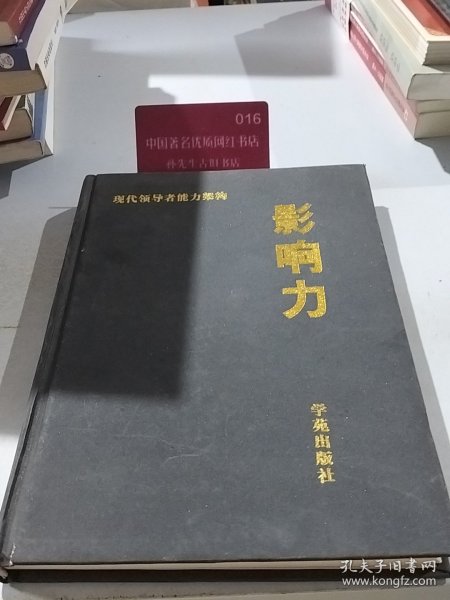 016
中国著名优质网红书店
孙先生古旧书店
现代领导者能力架构
影响力
学苑出版社
孔夫子旧书网
www.kongfz.com